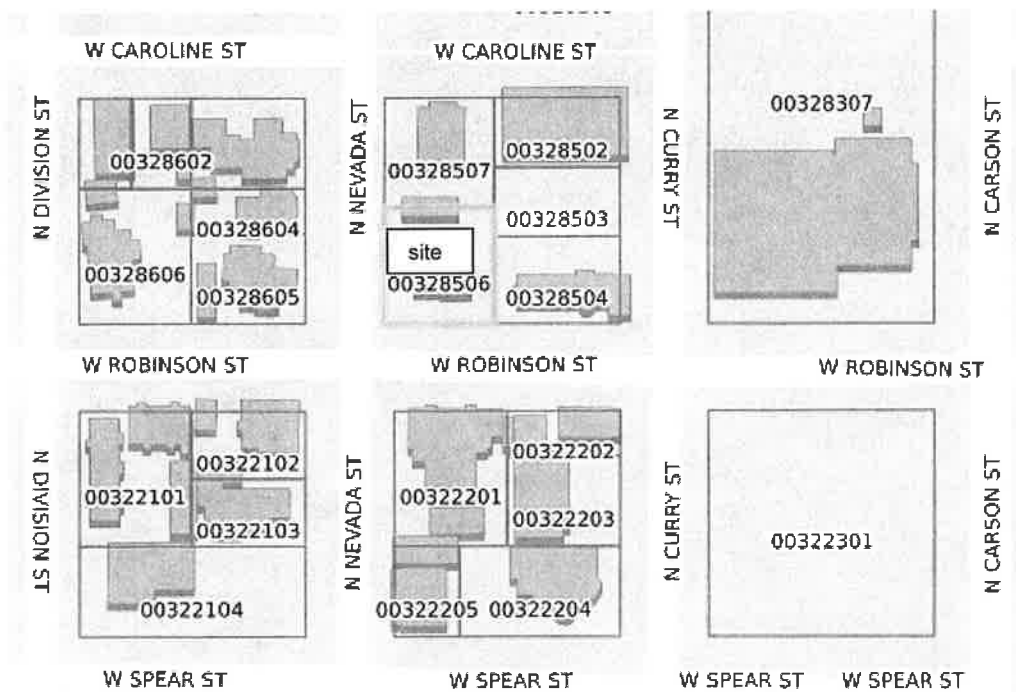 W CAROLINE ST
W CAROLINE ST
N DIVISION ST
N NEVADA ST
N CURRY ST
N CARSON ST
00328307
00328602
00328502
00328507
00328604
00328503
site
00328606
00328506
00328605
00328504
W ROBINSON ST
W ROBINSON ST
W ROBINSON ST
N DIVISION ST
N NEVADA ST
N CURRY ST
N CARSON ST
00322102
00322202
00322101
00322201
00322103
00322203
00322301
00322104
00322205
00322204
W SPEAR ST
W SPEAR ST
W SPEAR ST
W SPEAR ST